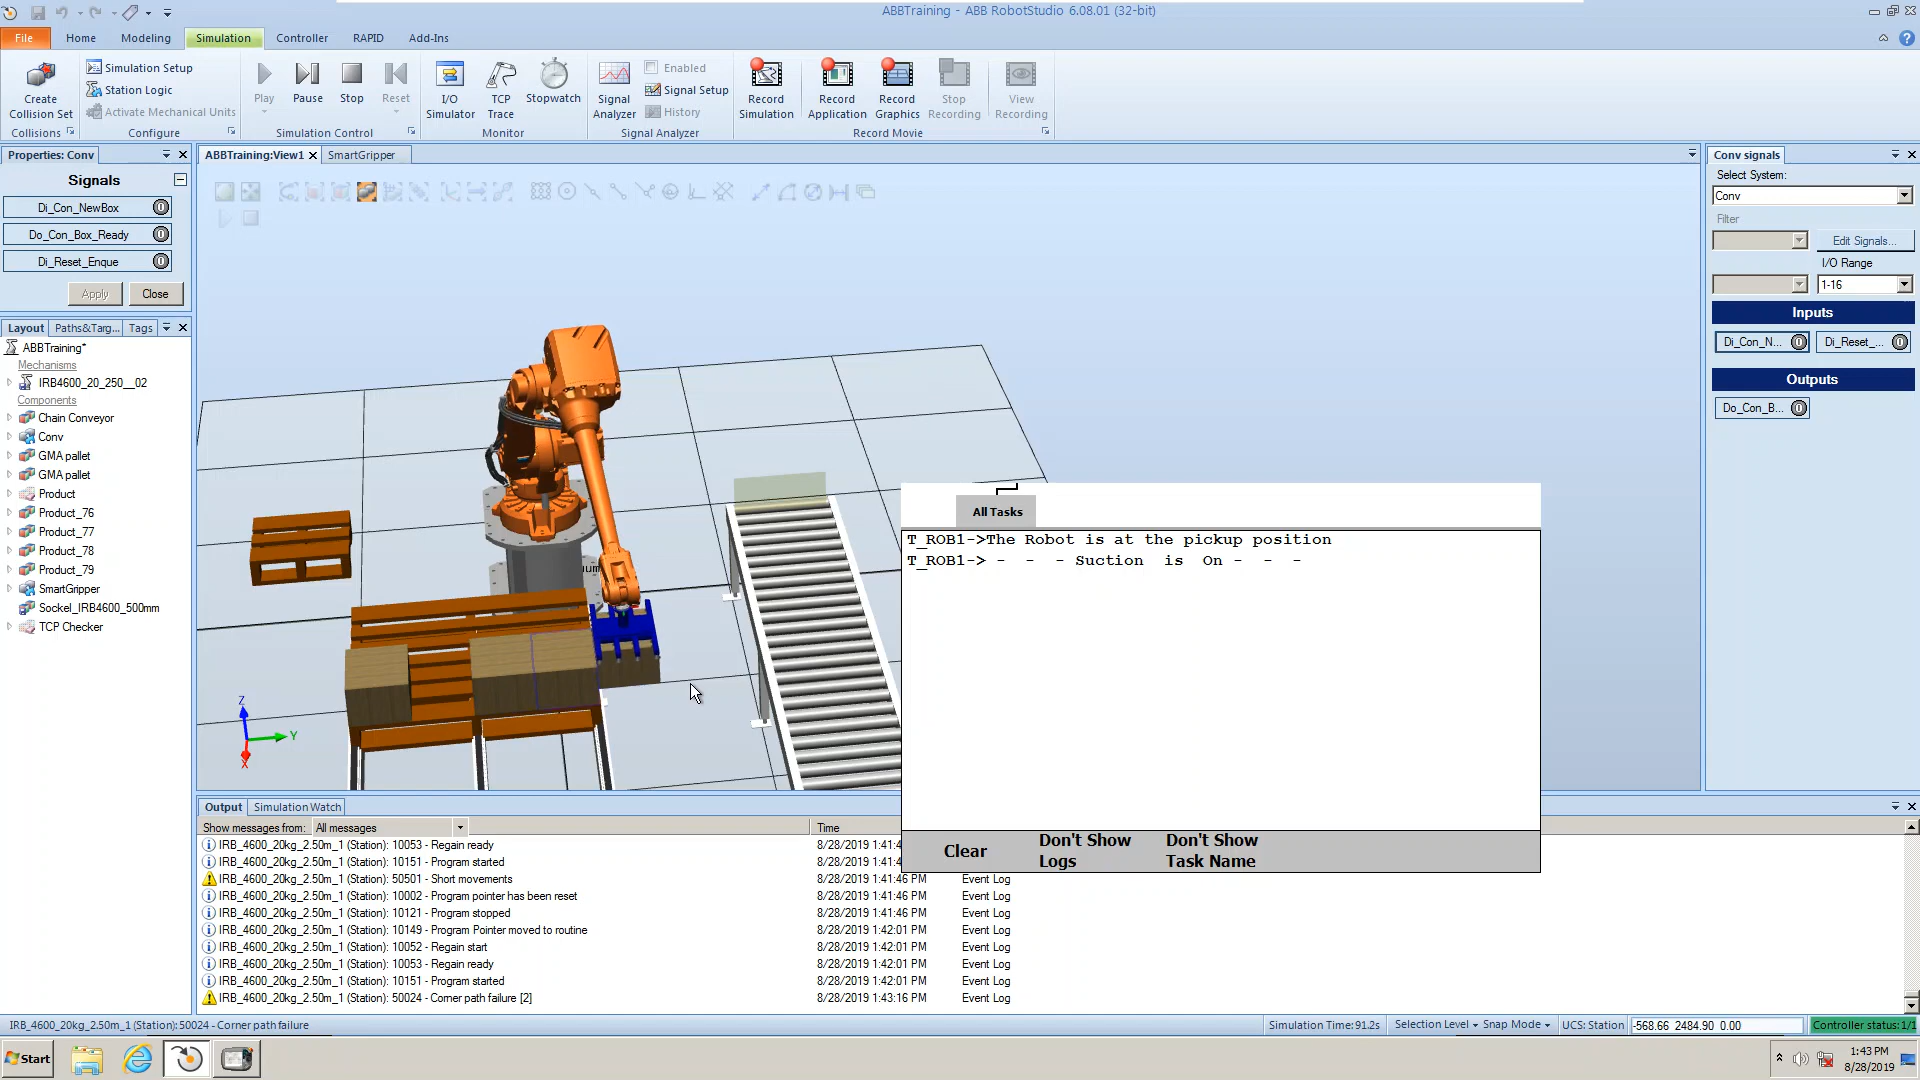 ABBTraining - ABB RobotStudio 6.08.01 (32-bit)
File Home Modeling Simulation Controller RAPID Add-Ins
Create Collision Set
Simulation Setup
Station Logic
Activate Mechanical Units
Play
Pause
Stop
Reset
I/O Simulator
TCP Trace
Stopwatch
Signal Analyzer
Enabled
Signal Setup
History
Record Simulation
Record Application
Record Graphics
Stop Recording
View Recording
Collisions
Configure
Simulation Control
Monitor
Signal Analyzer
Record Movie
Properties: Conv
Signals
Di_Con_NewBox
Do_Con_Box_Ready
Di_Reset_Enque
Apply
Close
Layout Paths&Targ... Tags
ABBTraining*
Mechanisms
IRB4600_20_250__02
Components
Chain Conveyor
Conv
GMA pallet
GMA pallet
Product
Product_76
Product_77
Product_78
Product_79
SmartGripper
Sockel_IRB4600_500mm
TCP Checker
ABBTraining:View1 SmartGripper
Z
Y
X
All Tasks
T_ROB1->The Robot is at the pickup position
T_ROB1-> - - - Suction is On - - -
Clear
Don't Show Logs
Don't Show Task Name
Conv signals
Select System:
Conv
Filter
Edit Signals...
I/O Range
1-16
Inputs
Di_Con_N...
Di_Reset_...
Outputs
Do_Con_B...
Output Simulation Watch
Show messages from: All messages Time
IRB_4600_20kg_2.50m_1 (Station): 10053 - Regain ready 8/28/2019 1:41:4
IRB_4600_20kg_2.50m_1 (Station): 10151 - Program started 8/28/2019 1:41:4
IRB_4600_20kg_2.50m_1 (Station): 50501 - Short movements 8/28/2019 1:41:46 PM Event Log
IRB_4600_20kg_2.50m_1 (Station): 10002 - Program pointer has been reset 8/28/2019 1:41:46 PM Event Log
IRB_4600_20kg_2.50m_1 (Station): 10121 - Program stopped 8/28/2019 1:41:46 PM Event Log
IRB_4600_20kg_2.50m_1 (Station): 10149 - Program Pointer moved to routine 8/28/2019 1:42:01 PM Event Log
IRB_4600_20kg_2.50m_1 (Station): 10052 - Regain start 8/28/2019 1:42:01 PM Event Log
IRB_4600_20kg_2.50m_1 (Station): 10053 - Regain ready 8/28/2019 1:42:01 PM Event Log
IRB_4600_20kg_2.50m_1 (Station): 10151 - Program started 8/28/2019 1:42:01 PM Event Log
IRB_4600_20kg_2.50m_1 (Station): 50024 - Corner path failure [2] 8/28/2019 1:43:16 PM Event Log
IRB_4600_20kg_2.50m_1 (Station): 50024 - Corner path failure
Simulation Time: 91.2s Selection Level Snap Mode UCS: Station -568.66 2484.90 0.00 Controller status: 1/1
Start
1:43 PM
8/28/2019